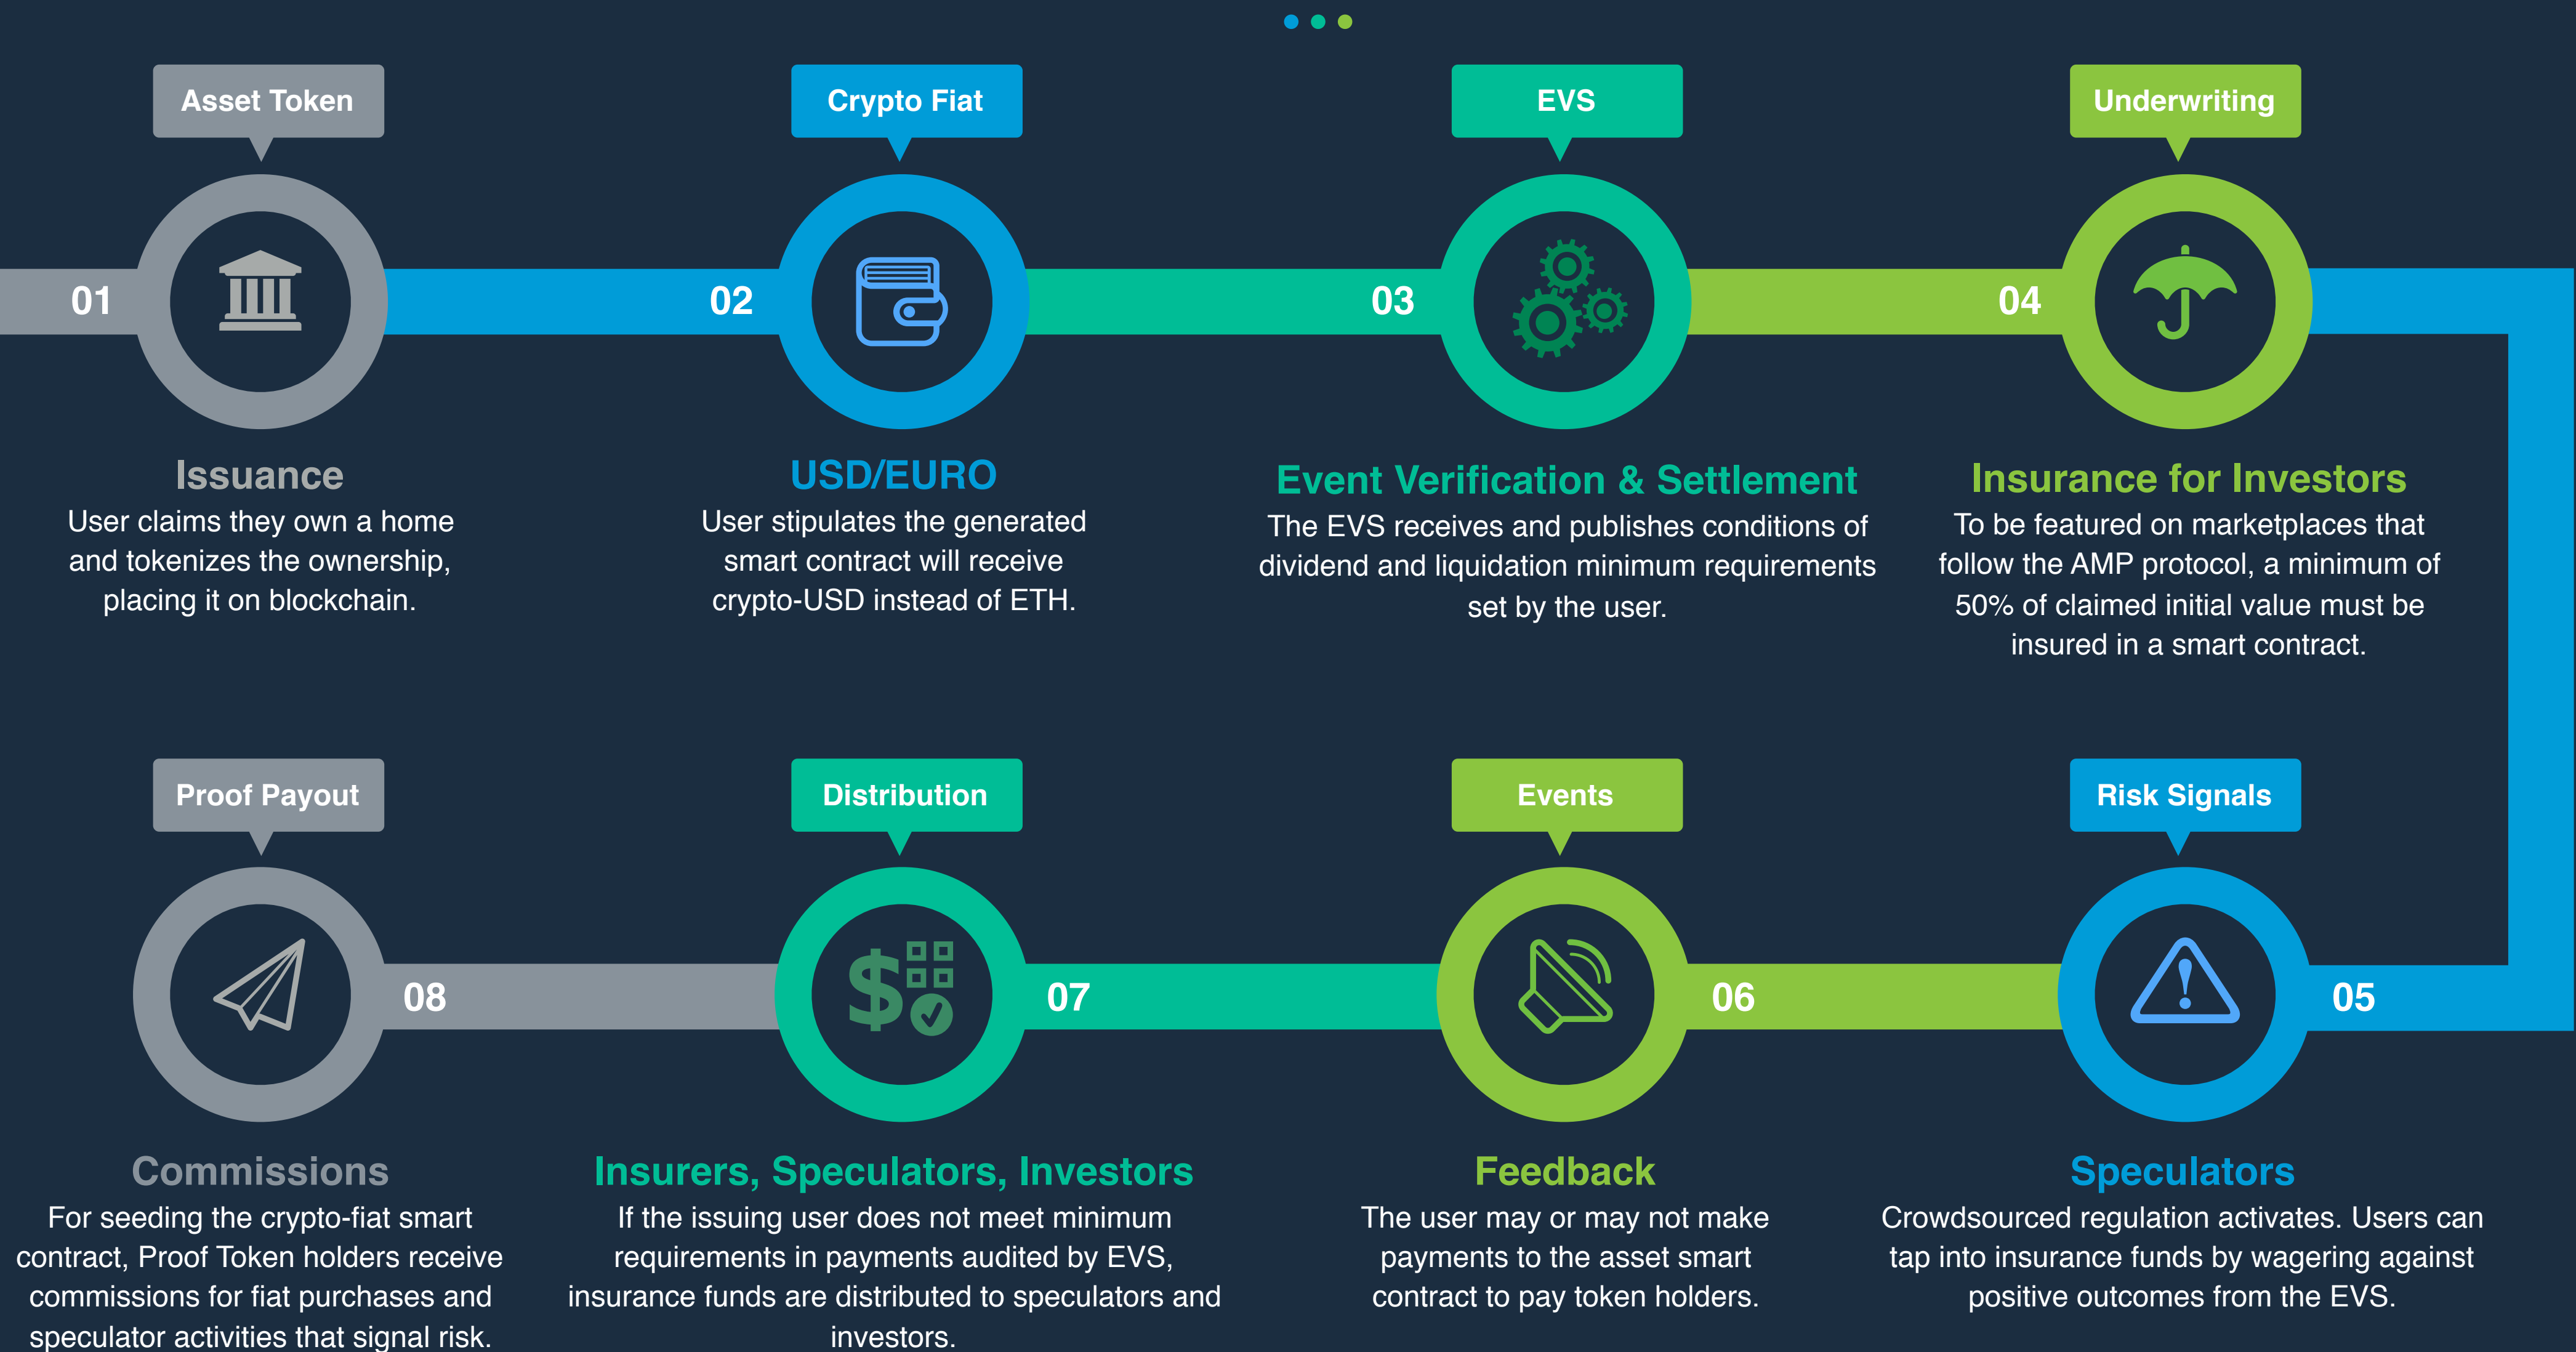 Asset Token
01
Issuance
User claims they own a home
and tokenizes the ownership,
placing it on blockchain.
Crypto Fiat
02
USD/EURO
User stipulates the generated
smart contract will receive
crypto-USD instead of ETH.
EVS
03
Event Verification & Settlement
The EVS receives and publishes conditions of
dividend and liquidation minimum requirements
set by the user.
Underwriting
04
Insurance for Investors
To be featured on marketplaces that
follow the AMP protocol, a minimum of
50% of claimed initial value must be
insured in a smart contract.
Risk Signals
05
Speculators
Crowdsourced regulation activates. Users can
tap into insurance funds by wagering against
positive outcomes from the EVS.
Events
06
Feedback
The user may or may not make
payments to the asset smart
contract to pay token holders.
Distribution
$
07
Insurers, Speculators, Investors
If the issuing user does not meet minimum
requirements in payments audited by EVS,
insurance funds are distributed to speculators and
investors.
Proof Payout
08
Commissions
For seeding the crypto-fiat smart
contract, Proof Token holders receive
commissions for fiat purchases and
speculator activities that signal risk.